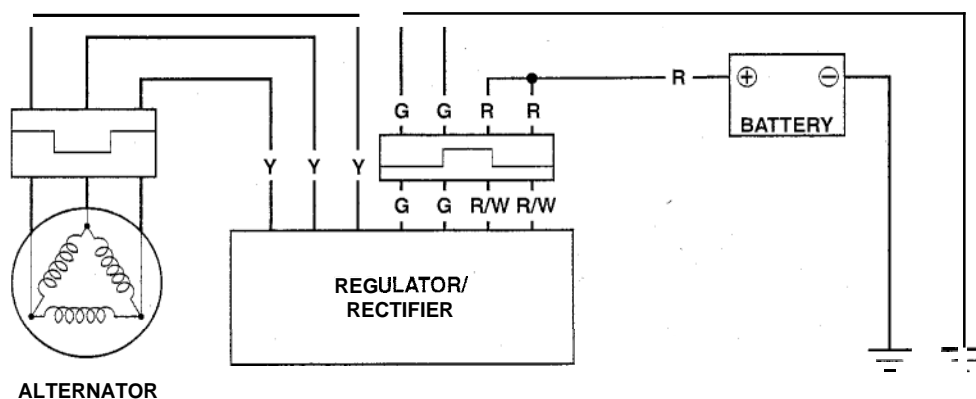 R
G G R R
BATTERY
Y Y Y
G G R/W R/W
REGULATOR/
RECTIFIER
ALTERNATOR